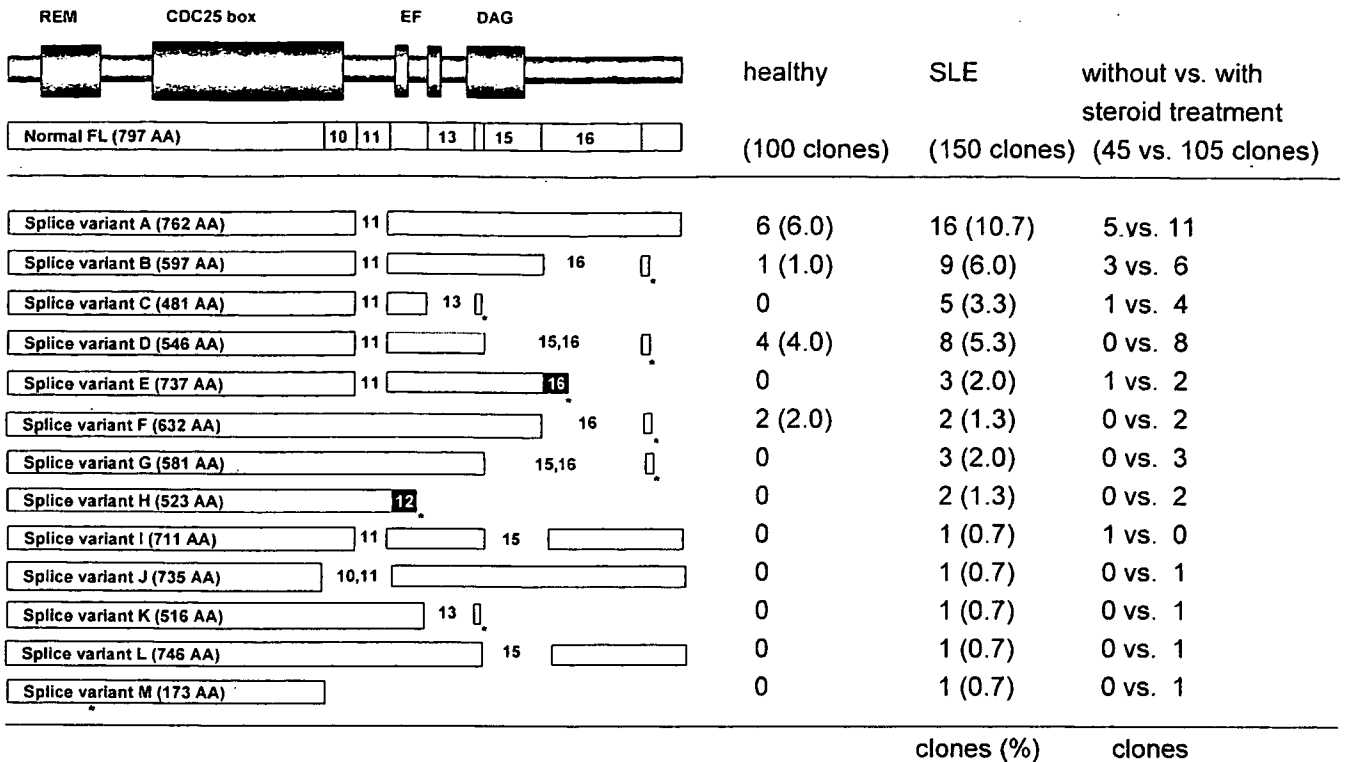 REM CDC25 box EF DAG
healthy SLE without vs. with
steroid treatment
Normal FL (797 AA) 10 11 13 15 16
(100 clones) (150 clones) (45 vs. 105 clones)
Splice variant A (762 AA) 11 6 (6.0) 16 (10.7) 5 vs. 11
Splice variant B (597 AA) 11 16 * 1 (1.0) 9 (6.0) 3 vs. 6
Splice variant C (481 AA) 11 13 * 0 5 (3.3) 1 vs. 4
Splice variant D (546 AA) 11 15,16 * 4 (4.0) 8 (5.3) 0 vs. 8
Splice variant E (737 AA) 11 16 * 0 3 (2.0) 1 vs. 2
Splice variant F (632 AA) 16 * 2 (2.0) 2 (1.3) 0 vs. 2
Splice variant G (581 AA) 15,16 * 0 3 (2.0) 0 vs. 3
Splice variant H (523 AA) 12 * 0 2 (1.3) 0 vs. 2
Splice variant I (711 AA) 11 15 0 1 (0.7) 1 vs. 0
Splice variant J (735 AA) 10,11 0 1 (0.7) 0 vs. 1
Splice variant K (516 AA) 13 * 0 1 (0.7) 0 vs. 1
Splice variant L (746 AA) 15 0 1 (0.7) 0 vs. 1
Splice variant M (173 AA) * 0 1 (0.7) 0 vs. 1
clones (%) clones